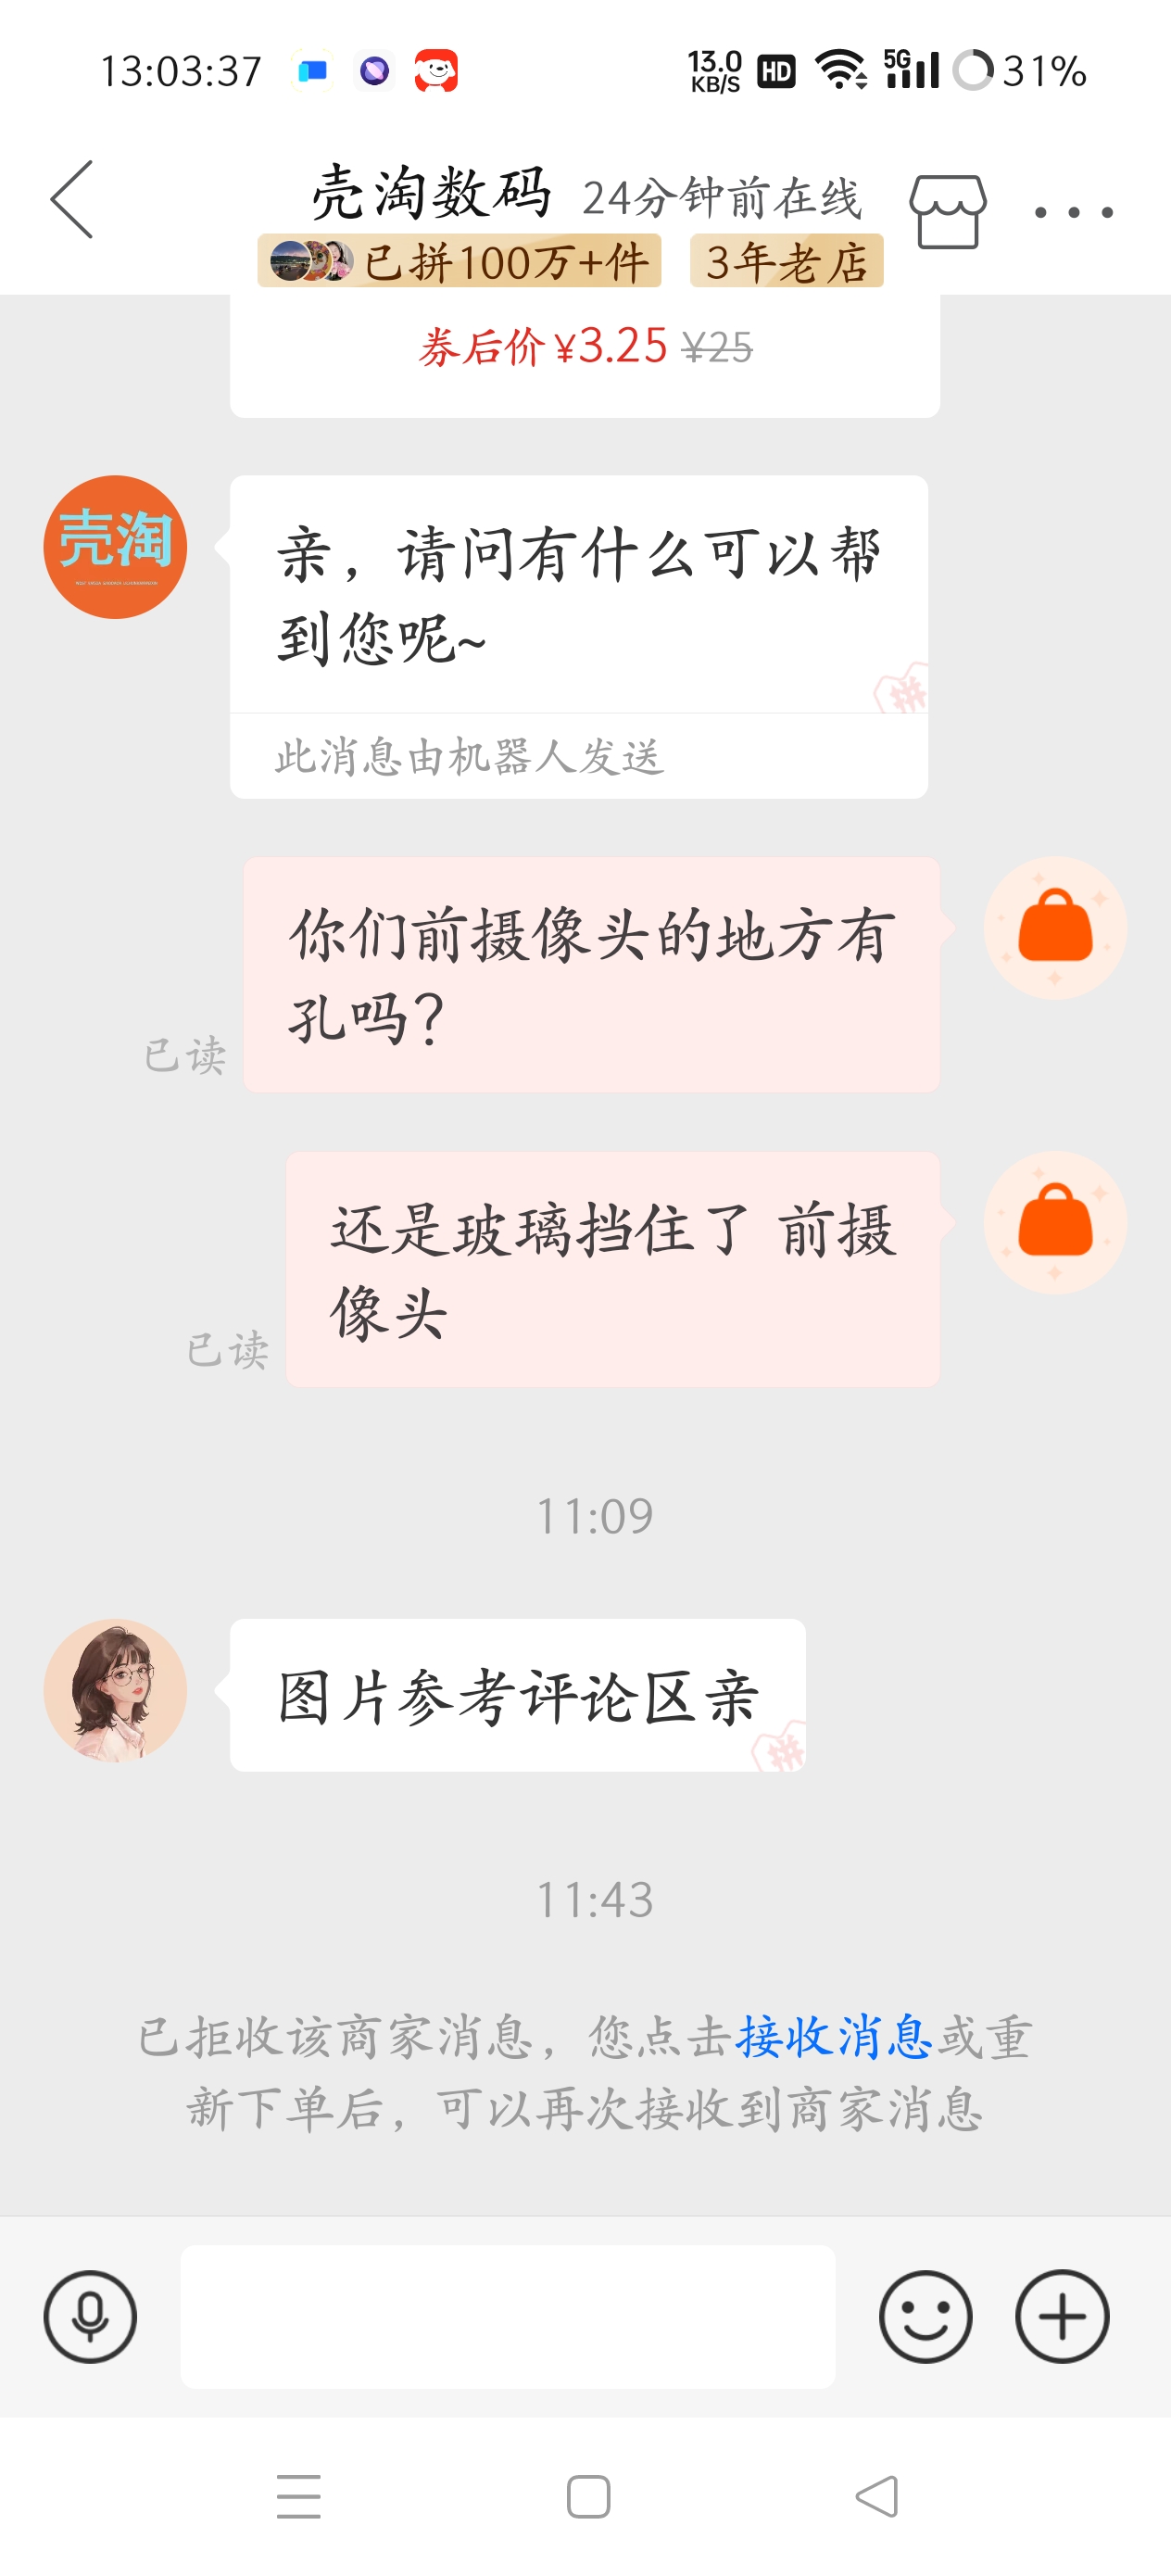 13:03:37 13.0 KB/S HD 5G 31%
壳淘数码 24分钟前在线
已拼100万+件 3年老店
券后价¥3.25 ¥25
壳淘
亲，请问有什么可以帮
到您呢~
拼
此消息由机器人发送
你们前摄像头的地方有
孔吗？
已读
还是玻璃挡住了 前摄
像头
已读
11:09
图片参考评论区亲
拼
11:43
已拒收该商家消息，您点击接收消息或重
新下单后，可以再次接收到商家消息